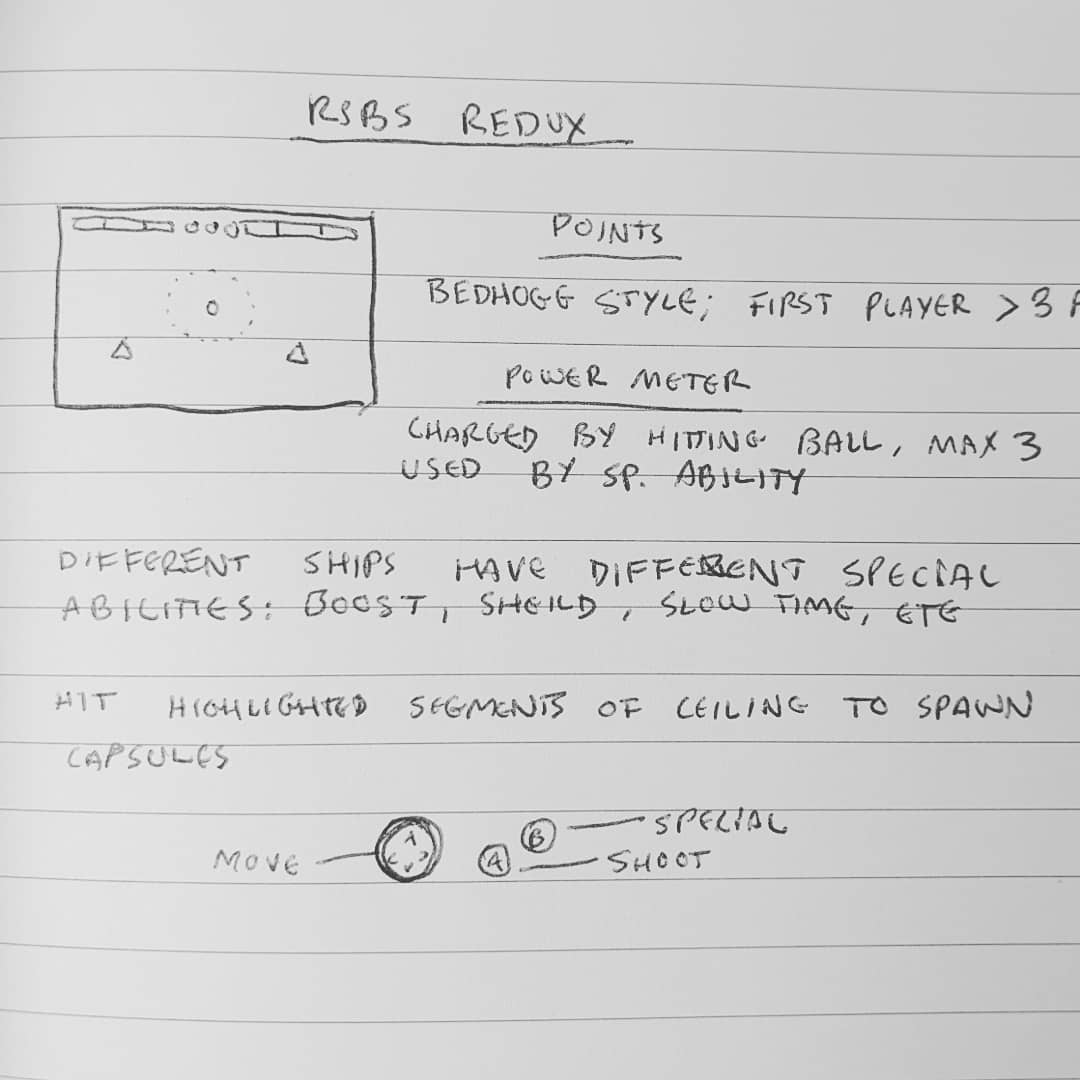 RSBS REDUX
POINTS
BEDHOGG STYLE; FIRST PLAYER > 3
POWER METER
CHARGED BY HITTING BALL, MAX 3
USED BY SP. ABILITY
DIFFERENT SHIPS HAVE DIFFERENT SPECIAL
ABILITIES: BOOST, SHEILD, SLOW TIME, ETC
HIT HIGHLIGHTED SEGMENTS OF CEILING TO SPAWN
CAPSULES
B SPECIAL
MOVE A SHOOT